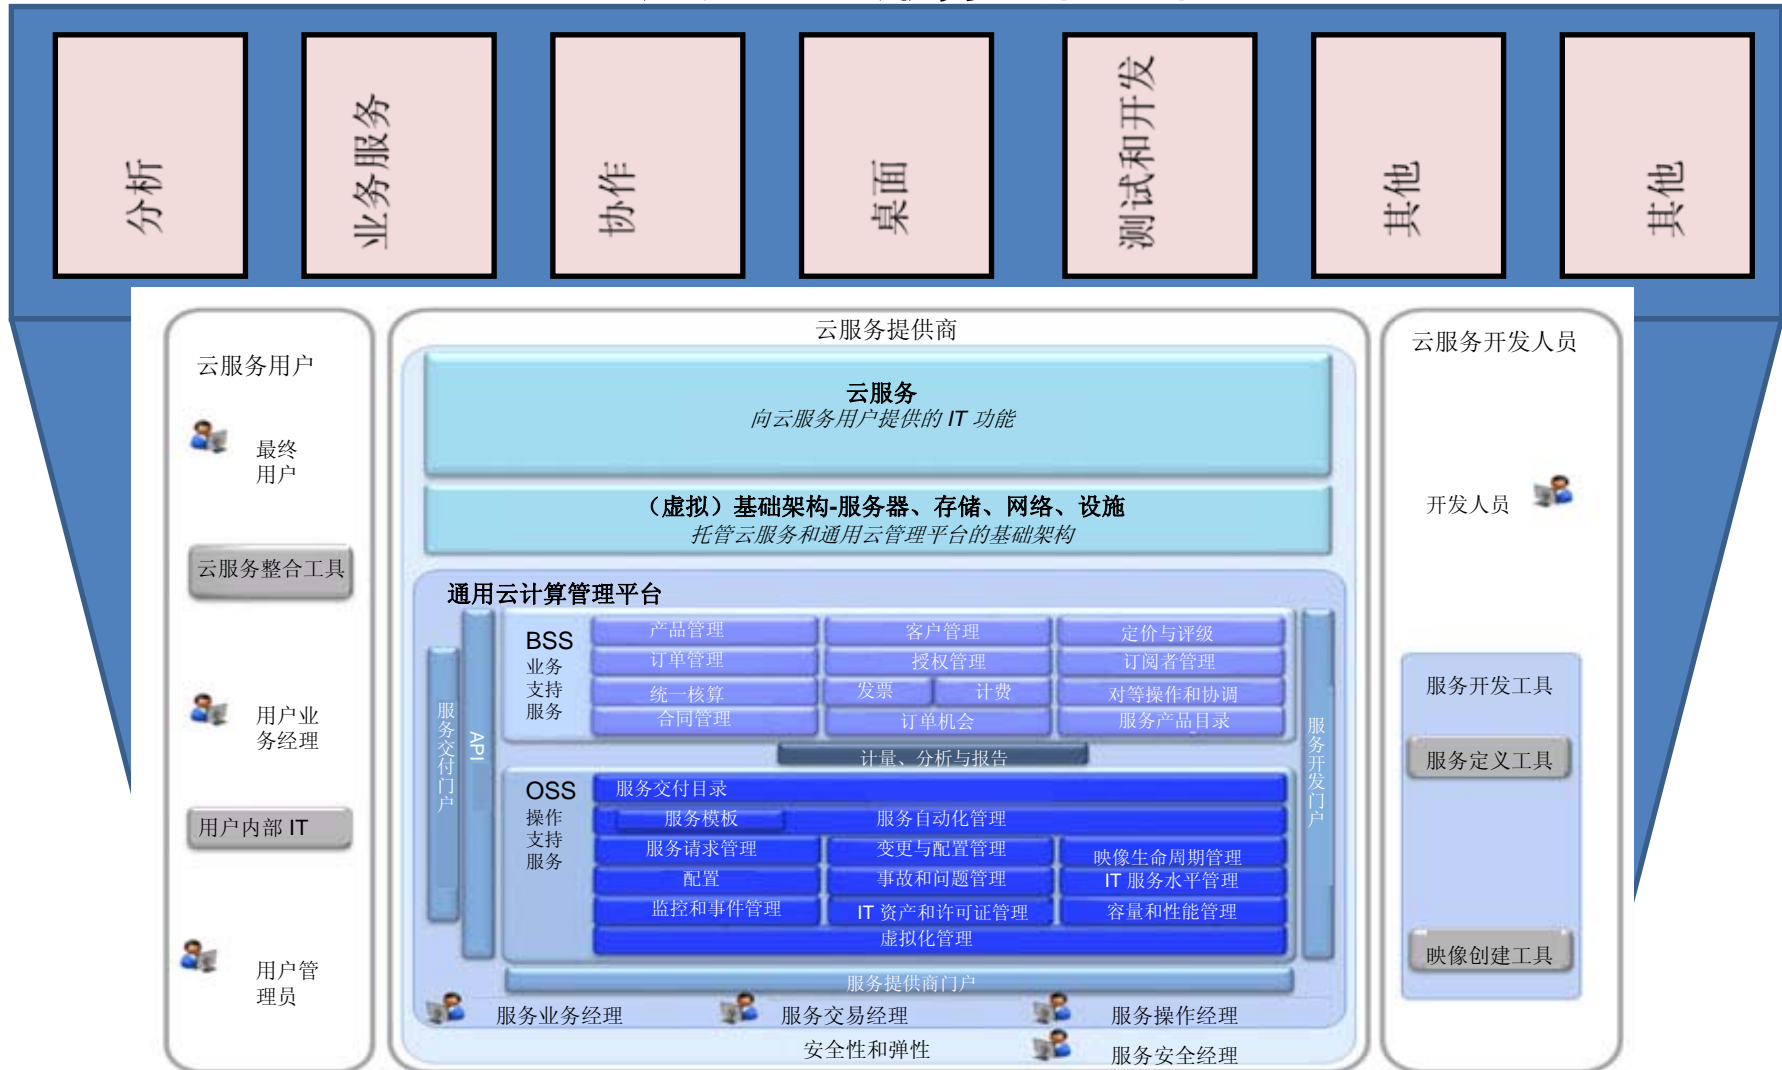 分析
业务服务
协作
桌面
测试和开发
其他
其他
云服务用户
最终
用户
云服务整合工具
用户业
务经理
用户内部 IT
用户管
理员
云服务提供商
云服务
向云服务用户提供的 IT 功能
（虚拟）基础架构-服务器、存储、网络、设施
托管云服务和通用云管理平台的基础架构
通用云计算管理平台
服务交付门户
API
BSS
业务
支持
服务
产品管理
客户管理
定价与评级
订单管理
授权管理
订阅者管理
统一核算
发票
计费
对等操作和协调
合同管理
订单机会
服务产品目录
计量、分析与报告
OSS
操作
支持
服务
服务交付目录
服务模板
服务自动化管理
服务请求管理
变更与配置管理
映像生命周期管理
配置
事故和问题管理
IT 服务水平管理
监控和事件管理
IT 资产和许可证管理
容量和性能管理
虚拟化管理
服务开发门户
服务提供商门户
服务业务经理
服务交易经理
服务操作经理
安全性和弹性
服务安全经理
云服务开发人员
开发人员
服务开发工具
服务定义工具
映像创建工具